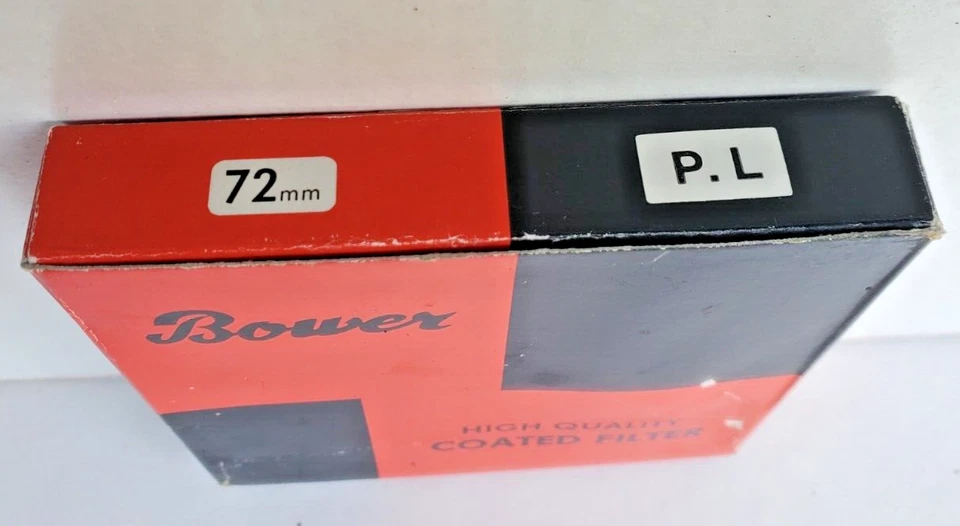 72mm
P.L
Bower
HIGH QUALITY
COATED FILTER